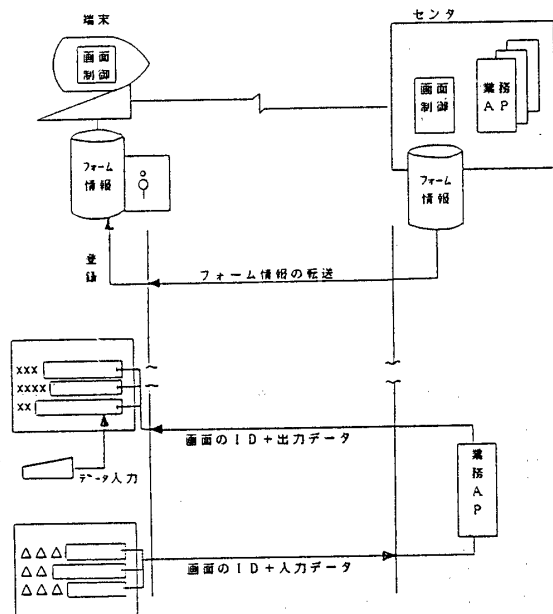 端末
センタ
画面
制御
画面
制御
業務
AP
フォーム
情報
フォーム
情報
登録
フォーム情報の転送
xxx
xxxx
xx
画面のID+出力データ
データ入力
業務AP
△△△
△△
△△△
画面のID+入力データ